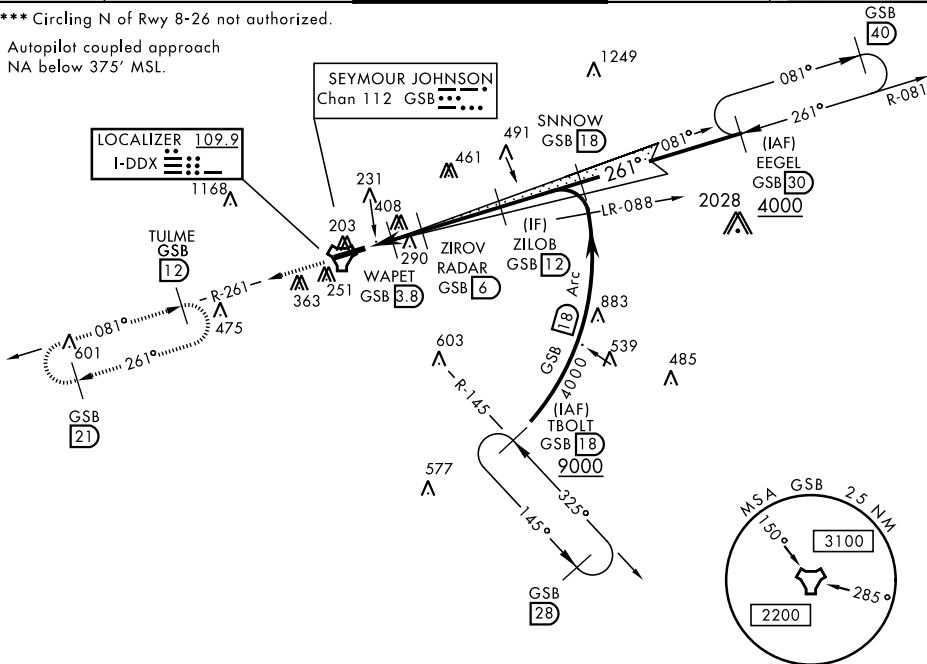 *** Circling N of Rwy 8-26 not authorized.
Autopilot coupled approach
NA below 375' MSL.
SEYMOUR JOHNSON
Chan 112 GSB
LOCALIZER 109.9
I-DDX
1249
GSB
40
081°
261°
R-081
(IAF)
EEGEL
GSB 30
4000
SNNOW
GSB 18
491
461
081°
261°
LR-088
2028
1168
231
408
203
290
TULME
GSB
12
R-261
363
251
WAPET
GSB 3.8
ZIROV
RADAR
GSB 6
(IF)
ZILOB
GSB 12
081°
261°
601
475
GSB
21
GSB 18 Arc
4000
883
539
485
603
R-145
(IAF)
TBOLT
GSB 18
9000
577
325°
145°
GSB
28
MSA GSB 25 NM
150°
3100
285°
2200